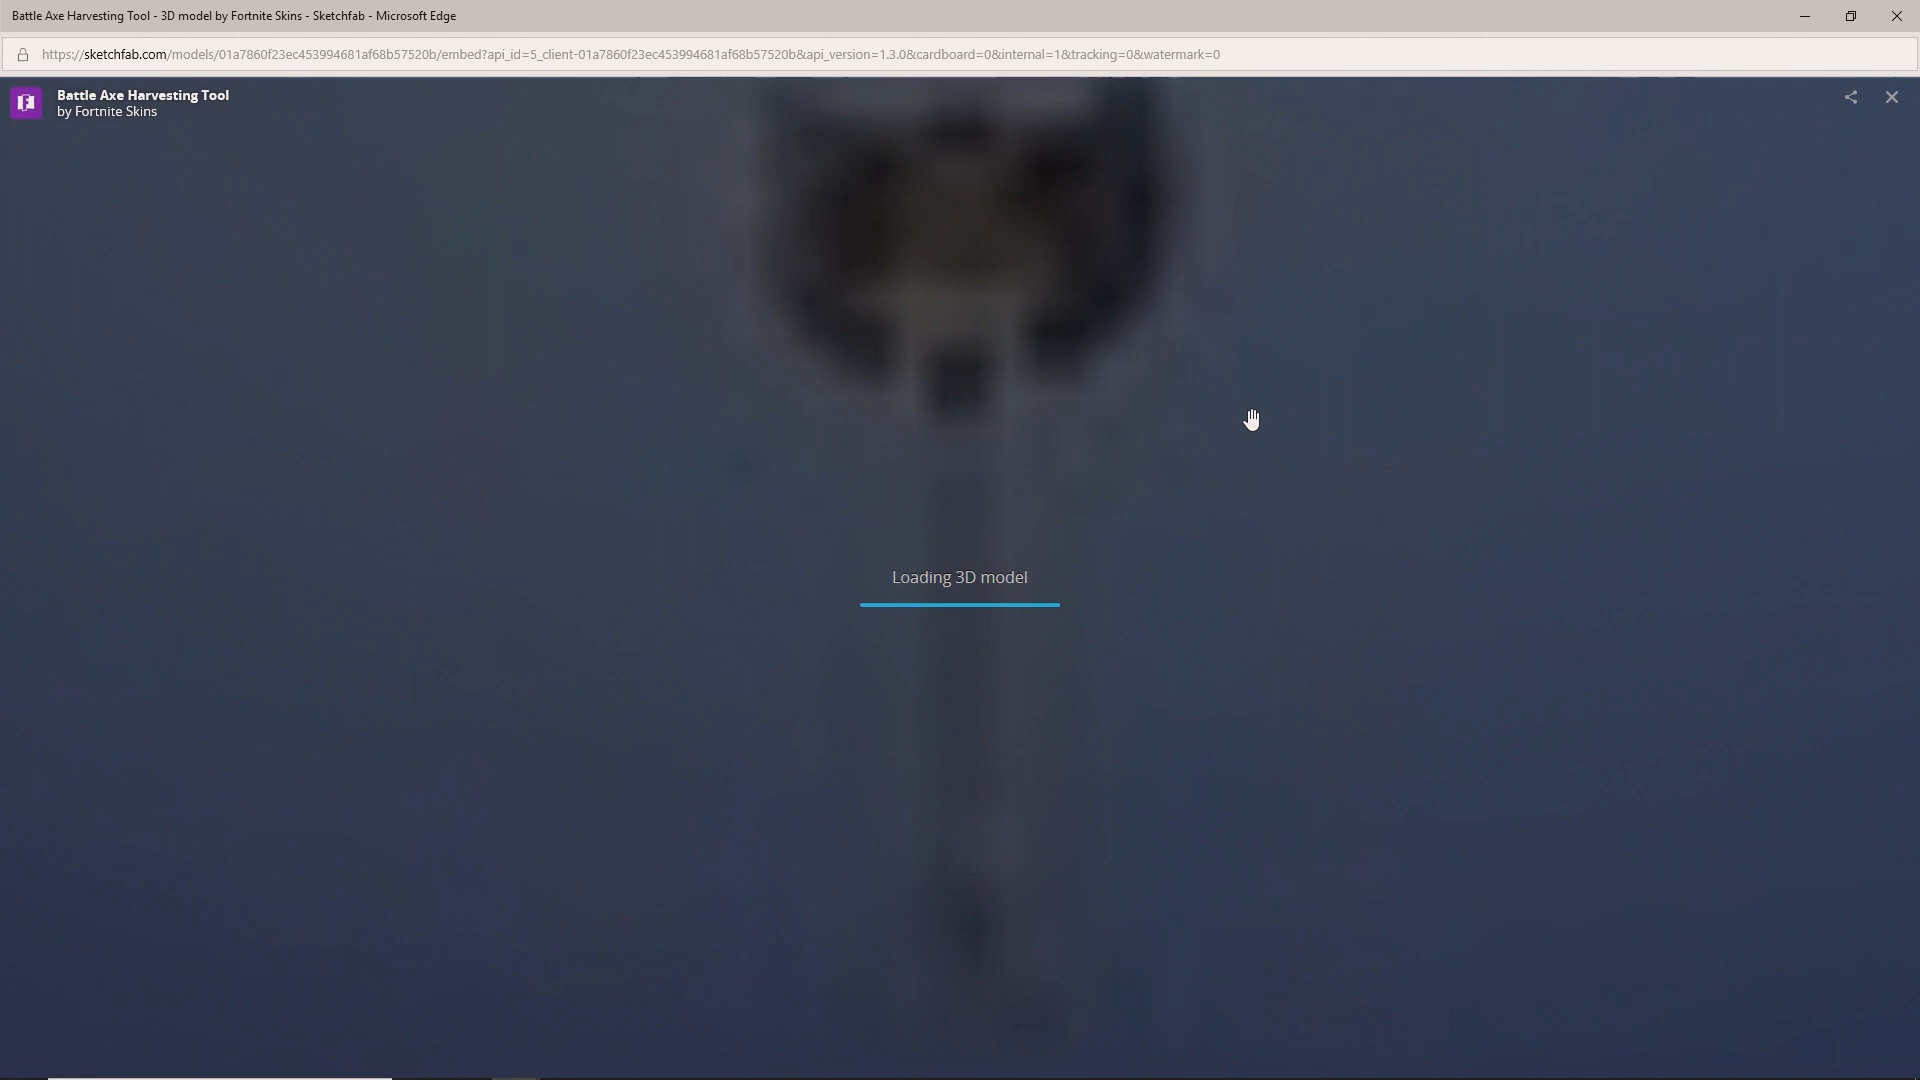 Battle Axe Harvesting Tool - 3D model by Fortnite Skins - Sketchfab - Microsoft Edge
https://sketchfab.com/models/01a7860f23ec453994681af68b57520b/embed?api_id=5_client-01a7860f23ec453994681af68b57520b&api_version=1.3.0&cardboard=0&internal=1&tracking=0&watermark=0
Battle Axe Harvesting Tool
by Fortnite Skins
Loading 3D model